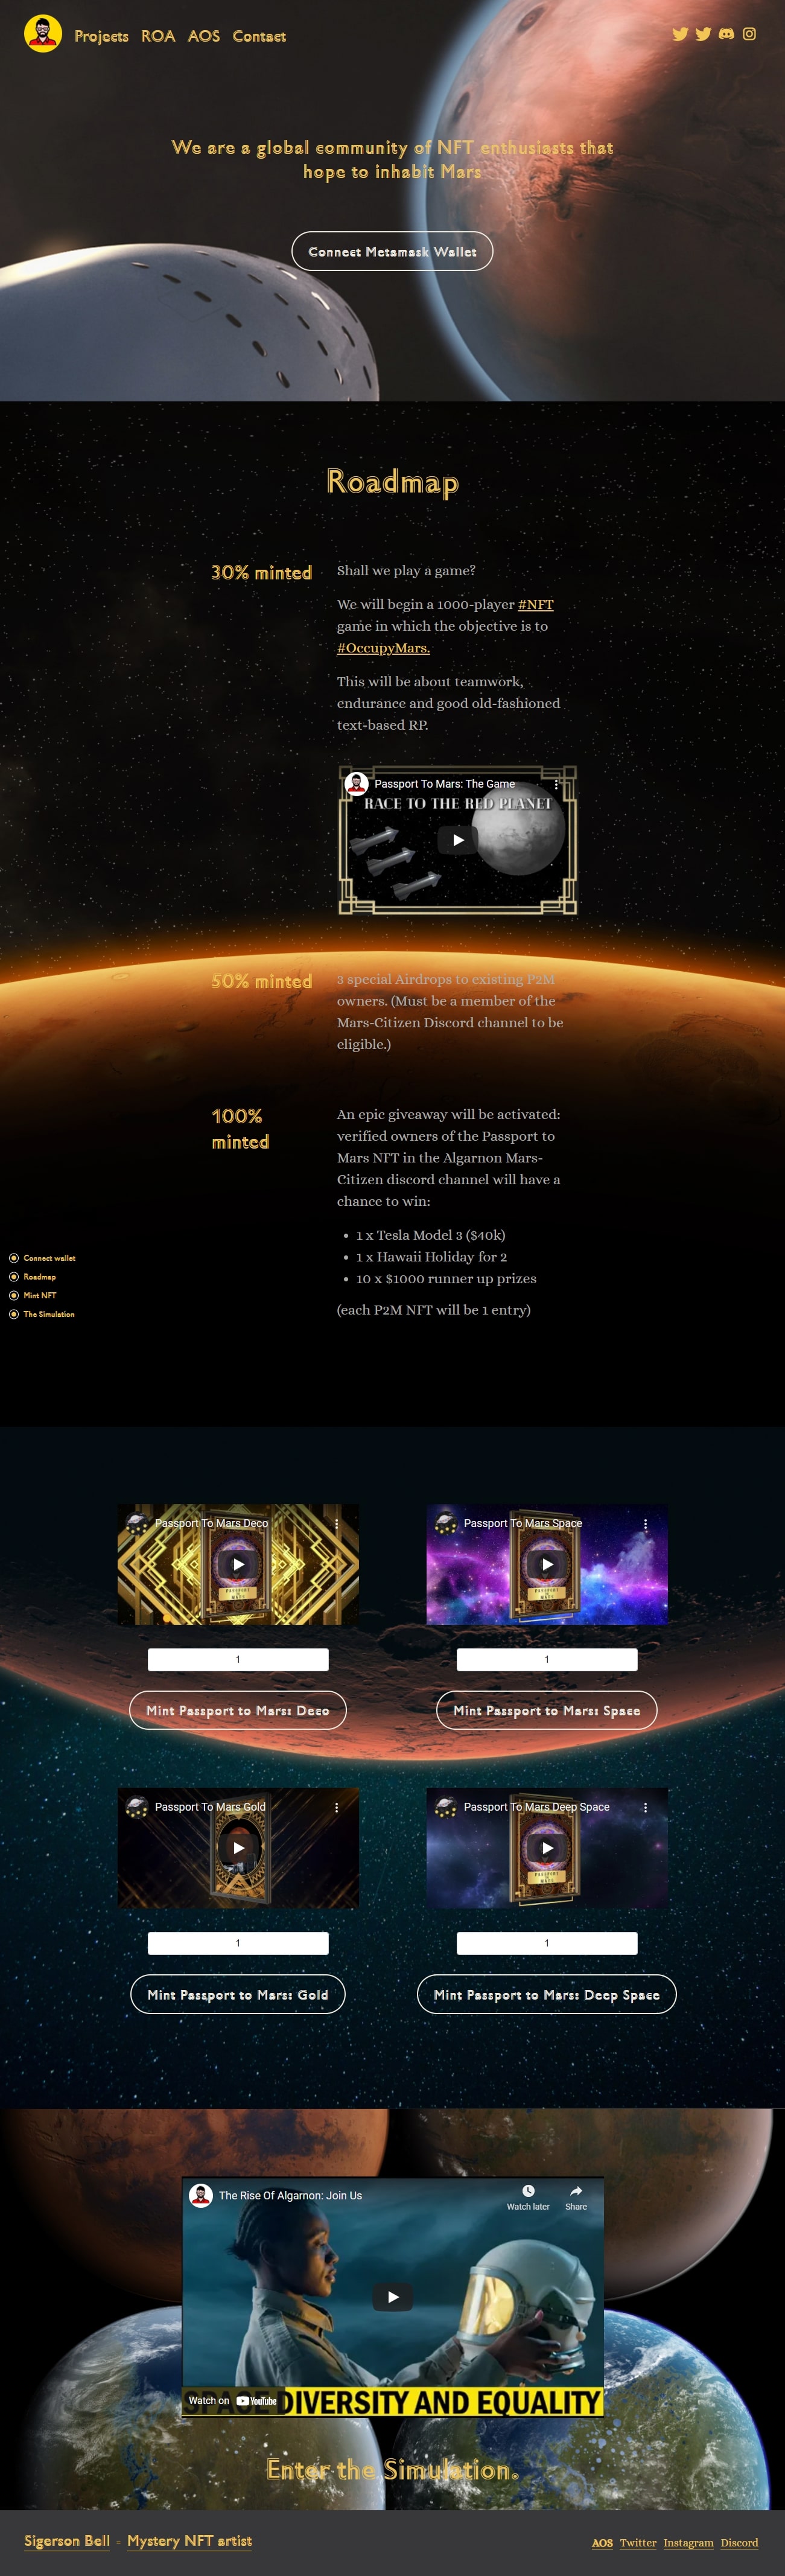 Projects ROA AOS Contact
We are a global community of NFT enthusiasts that
hope to inhabit Mars
Connect Metamask Wallet
Roadmap
30% minted
Shall we play a game?
We will begin a 1000-player #NFT
game in which the objective is to
#OccupyMars.
This will be about teamwork,
endurance and good old-fashioned
text-based RP.
Passport To Mars: The Game
RACE TO THE RED PLANET
50% minted
3 special Airdrops to existing P2M
owners. (Must be a member of the
Mars-Citizen Discord channel to be
eligible.)
100%
minted
An epic giveaway will be activated:
verified owners of the Passport to
Mars NFT in the Algarnon Mars-
Citizen discord channel will have a
chance to win:
• 1 x Tesla Model 3 ($40k)
• 1 x Hawaii Holiday for 2
• 10 x $1000 runner up prizes
(each P2M NFT will be 1 entry)
Connect wallet
Roadmap
Mint NFT
The Simulation
Passport To Mars Deco
PASSPORT
TO
MARS
1
Mint Passport to Mars: Deco
Passport To Mars Space
PASSPORT
TO
MARS
1
Mint Passport to Mars: Space
Passport To Mars Gold
1
Mint Passport to Mars: Gold
Passport To Mars Deep Space
PASSPORT
TO
MARS
1
Mint Passport to Mars: Deep Space
The Rise Of Algarnon: Join Us
Watch later
Share
Watch on YouTube
SPACE DIVERSITY AND EQUALITY
Enter the Simulation.
Sigerson Bell - Mystery NFT artist
AOS Twitter Instagram Discord